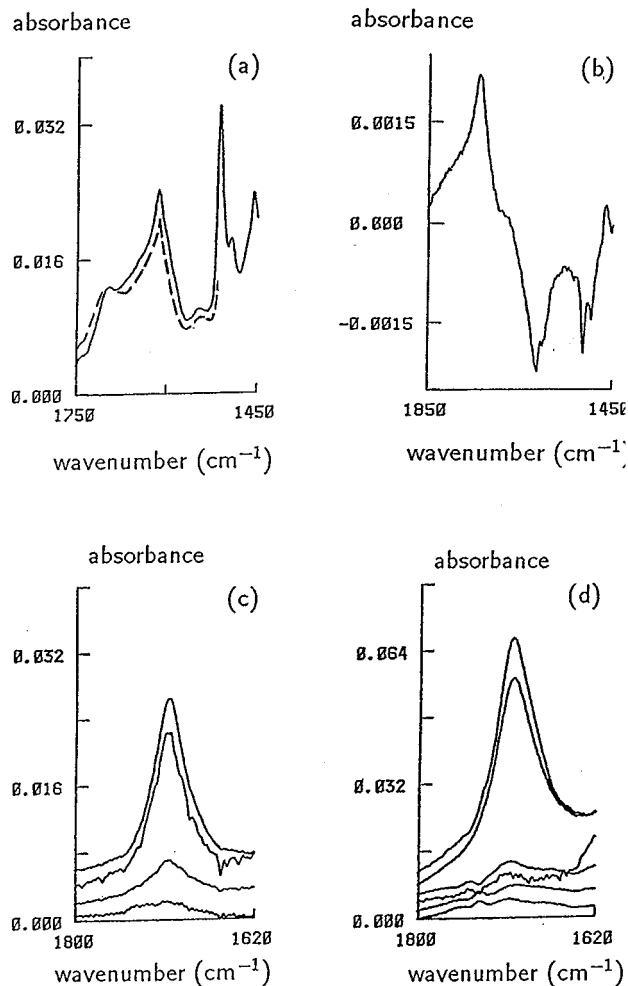 absorbance
(a)
0.032
0.016
0.000
1750
1450
wavenumber (cm⁻¹)
absorbance
(b)
0.0015
0.000
-0.0015
1850
1450
wavenumber (cm⁻¹)
absorbance
(c)
0.032
0.016
0.000
1800
1620
wavenumber (cm⁻¹)
absorbance
(d)
0.064
0.032
0.000
1800
1620
wavenumber (cm⁻¹)